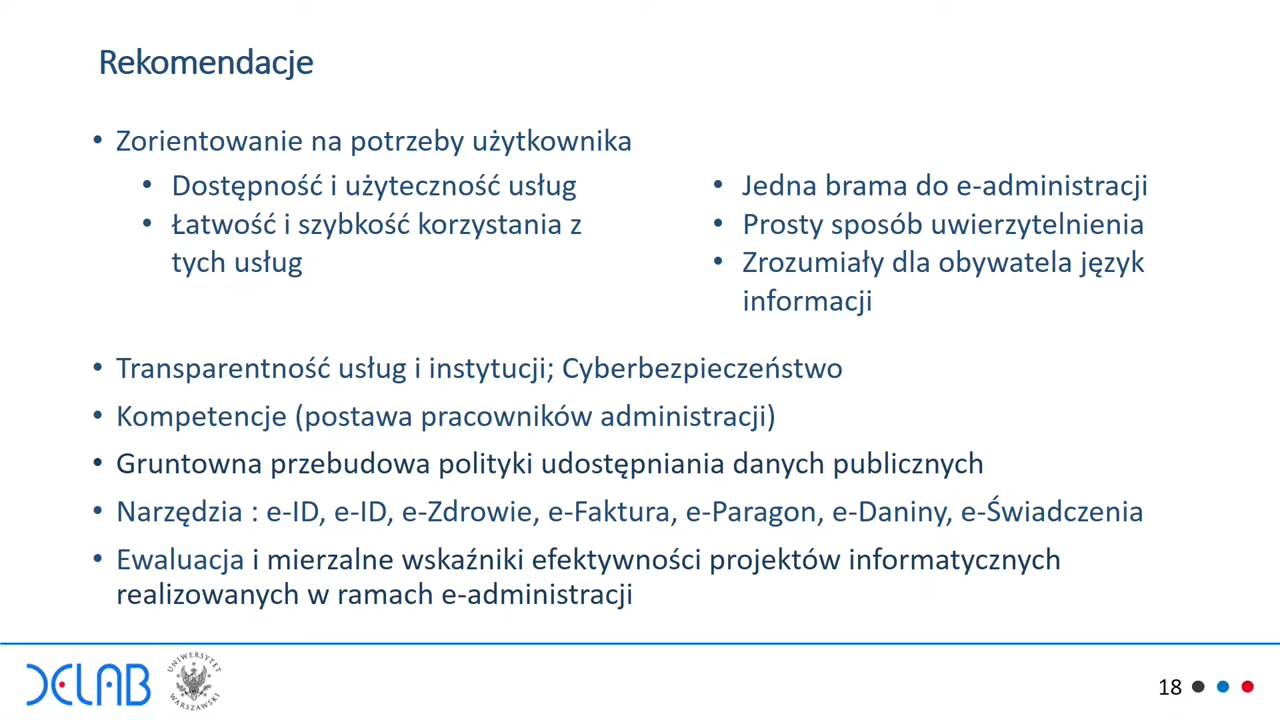 Rekomendacje
• Zorientowanie na potrzeby użytkownika
• Dostępność i użyteczność usług
• Łatwość i szybkość korzystania z
tych usług
• Jedna brama do e-administracji
• Prosty sposób uwierzytelnienia
• Zrozumiały dla obywatela język
informacji
• Transparentność usług i instytucji; Cyberbezpieczeństwo
• Kompetencje (postawa pracowników administracji)
• Gruntowna przebudowa polityki udostępniania danych publicznych
• Narzędzia : e-ID, e-ID, e-Zdrowie, e-Faktura, e-Paragon, e-Daniny, e-Świadczenia
• Ewaluacja i mierzalne wskaźniki efektywności projektów informatycznych
realizowanych w ramach e-administracji
DELAB
UNIWERSYTET
WARSZAWSKI
18